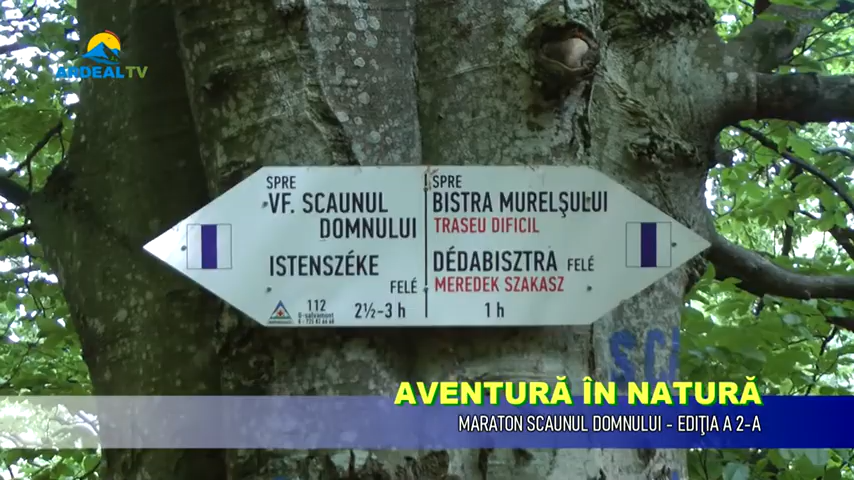 ARDEAL TV
SPRE
VF. SCAUNUL
DOMNULUI
ISTENSZÉKE
FELÉ
112
2½-3 h
SPRE
BISTRA MURELŞULUI
TRASEU DIFICIL
DÉDABISZTRA FELÉ
MEREDEK SZAKASZ
1 h
AVENTURĂ ÎN NATURĂ
MARATON SCAUNUL DOMNULUI - EDIŢIA A 2-A